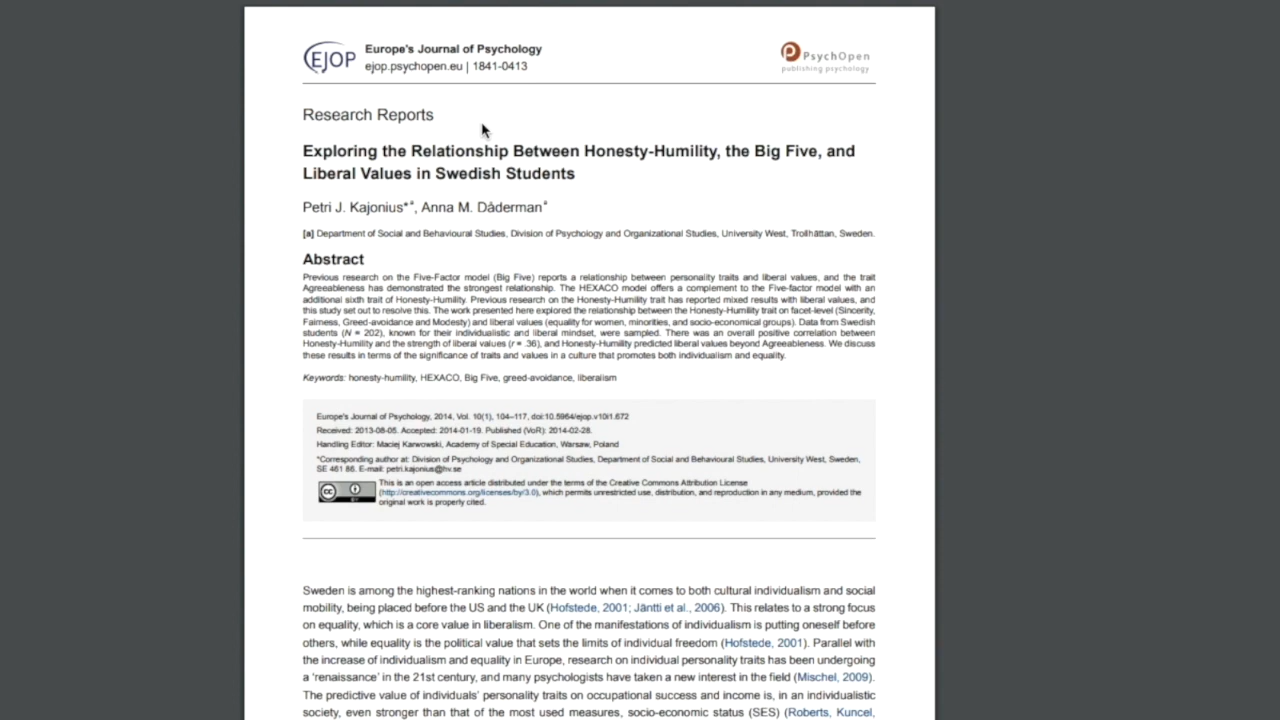 EJOP
Europe's Journal of Psychology
ejop.psychopen.eu | 1841-0413
PsychOpen
publishing psychology
Research Reports
Exploring the Relationship Between Honesty-Humility, the Big Five, and
Liberal Values in Swedish Students
Petri J. Kajonius*ª, Anna M. Dådermanª
[a] Department of Social and Behavioural Studies, Division of Psychology and Organizational Studies, University West, Trollhättan, Sweden.
Abstract
Previous research on the Five-Factor model (Big Five) reports a relationship between personality traits and liberal values, and the trait
Agreeableness has demonstrated the strongest relationship. The HEXACO model offers a complement to the Five-factor model with an
additional sixth trait of Honesty-Humility. Previous research on the Honesty-Humility trait has reported mixed results with liberal values, and
this study set out to resolve this. The work presented here explored the relationship between the Honesty-Humility trait on facet-level (Sincerity,
Fairness, Greed-avoidance and Modesty) and liberal values (equality for women, minorities, and socio-economical groups). Data from Swedish
students (N = 202), known for their individualistic and liberal mindset, were sampled. There was an overall positive correlation between
Honesty-Humility and the strength of liberal values (r = .36), and Honesty-Humility predicted liberal values beyond Agreeableness. We discuss
these results in terms of the significance of traits and values in a culture that promotes both individualism and equality.
Keywords: honesty-humility, HEXACO, Big Five, greed-avoidance, liberalism
Europe's Journal of Psychology, 2014, Vol. 10(1), 104–117, doi:10.5964/ejop.v10i1.672
Received: 2013-08-05. Accepted: 2014-01-19. Published (VoR): 2014-02-28.
Handling Editor: Maciej Karwowski, Academy of Special Education, Warsaw, Poland
*Corresponding author at: Division of Psychology and Organizational Studies, Department of Social and Behavioural Studies, University West, Sweden,
SE 461 86. E-mail: petri.kajonius@hv.se
cc BY
This is an open access article distributed under the terms of the Creative Commons Attribution License
(http://creativecommons.org/licenses/by/3.0), which permits unrestricted use, distribution, and reproduction in any medium, provided the
original work is properly cited.
Sweden is among the highest-ranking nations in the world when it comes to both cultural individualism and social
mobility, being placed before the US and the UK (Hofstede, 2001; Jäntti et al., 2006). This relates to a strong focus
on equality, which is a core value in liberalism. One of the manifestations of individualism is putting oneself before
others, while equality is the political value that sets the limits of individual freedom (Hofstede, 2001). Parallel with
the increase of individualism and equality in Europe, research on individual personality traits has been undergoing
a 'renaissance' in the 21st century, and many psychologists have taken a new interest in the field (Mischel, 2009).
The predictive value of individuals' personality traits on occupational success and income is, in an individualistic
society, even stronger than that of the most used measures, socio-economic status (SES) (Roberts, Kuncel,